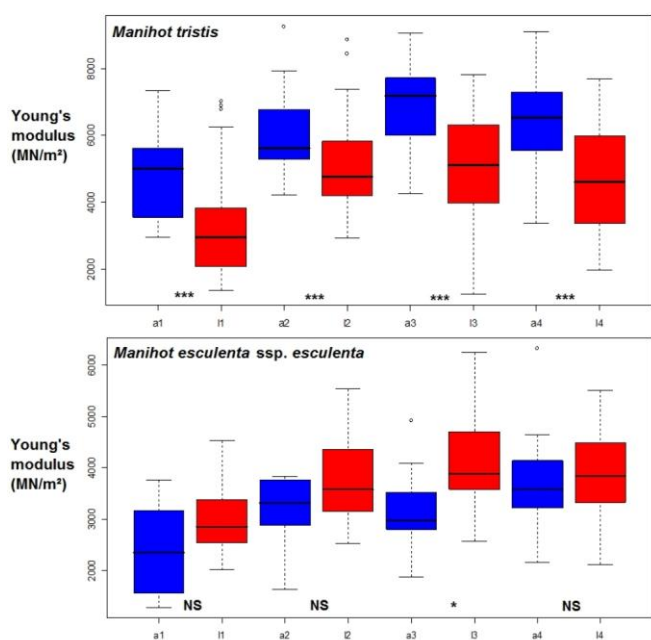 Manihot tristis
Young's
modulus
(MN/m²)
8000
6000
4000
2000
*** *** *** ***
a1 l1 a2 l2 a3 l3 a4 l4
Manihot esculenta ssp. esculenta
Young's
modulus
(MN/m²)
6000
5000
4000
3000
2000
NS NS * NS
a1 l1 a2 l2 a3 l3 a4 l4